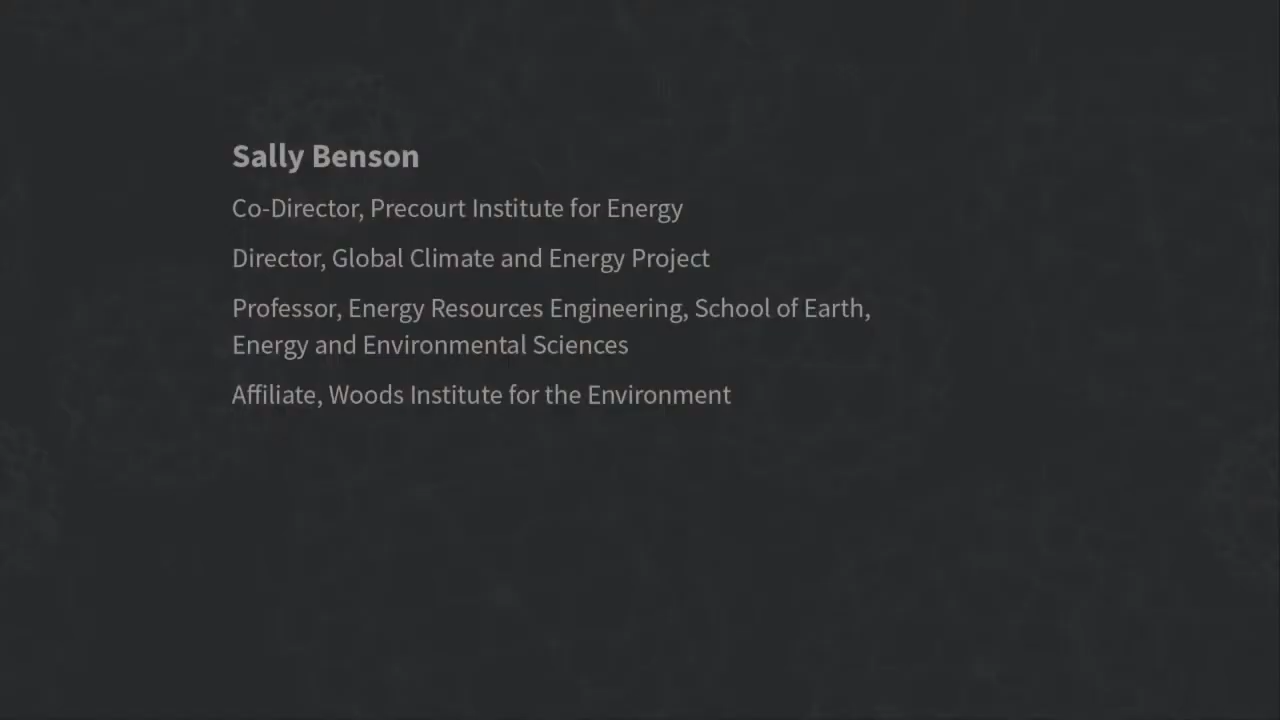 Sally Benson
Co-Director, Precourt Institute for Energy
Director, Global Climate and Energy Project
Professor, Energy Resources Engineering, School of Earth,
Energy and Environmental Sciences
Affiliate, Woods Institute for the Environment